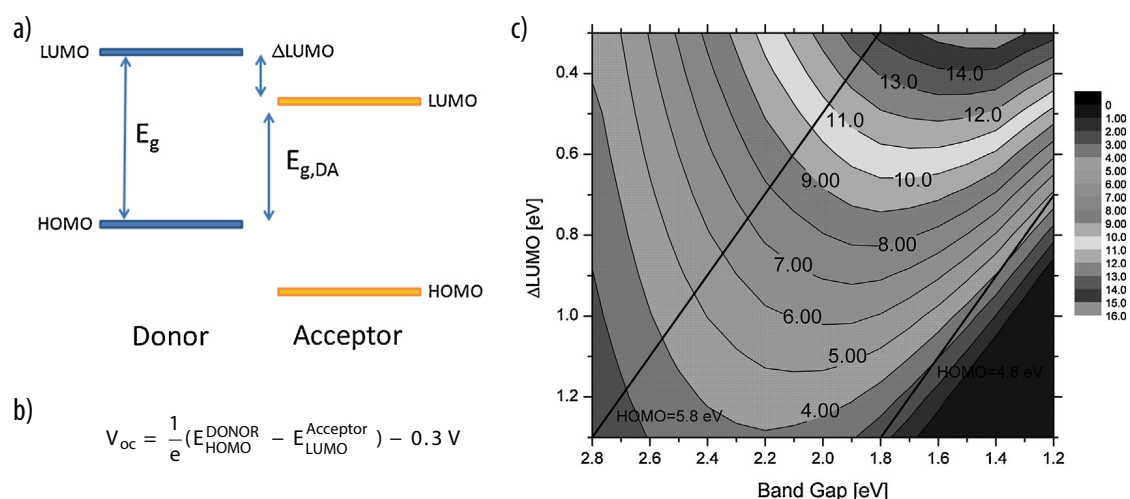 a)
LUMO
ΔLUMO
LUMO
E_g
E_g,DA
HOMO
HOMO
Donor
Acceptor
b)
V_oc = 1/e (E_HOMO^DONOR − E_LUMO^Acceptor) − 0.3 V
c)
0.4
0.6
0.8
1.0
1.2
ΔLUMO [eV]
13.0
14.0
11.0
12.0
9.00
10.0
8.00
7.00
6.00
5.00
4.00
HOMO=5.8 eV
HOMO=4.8 eV
2.8
2.6
2.4
2.2
2.0
1.8
1.6
1.4
1.2
Band Gap [eV]
0
1.00
2.00
3.00
4.00
5.00
6.00
7.00
8.00
9.00
10.0
11.0
12.0
13.0
14.0
15.0
16.0